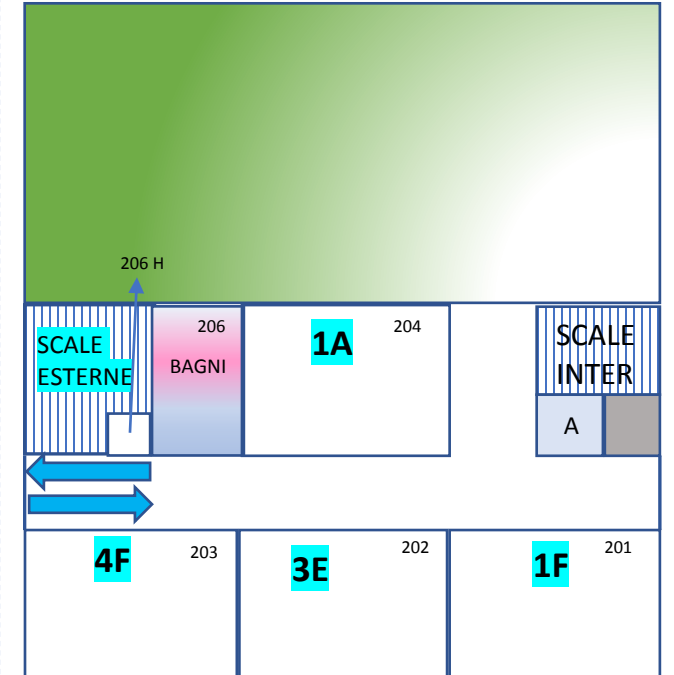 206 H
SCALE
ESTERNE
206
BAGNI
1A
204
SCALE
INTER
A
4F
203
3E
202
1F
201